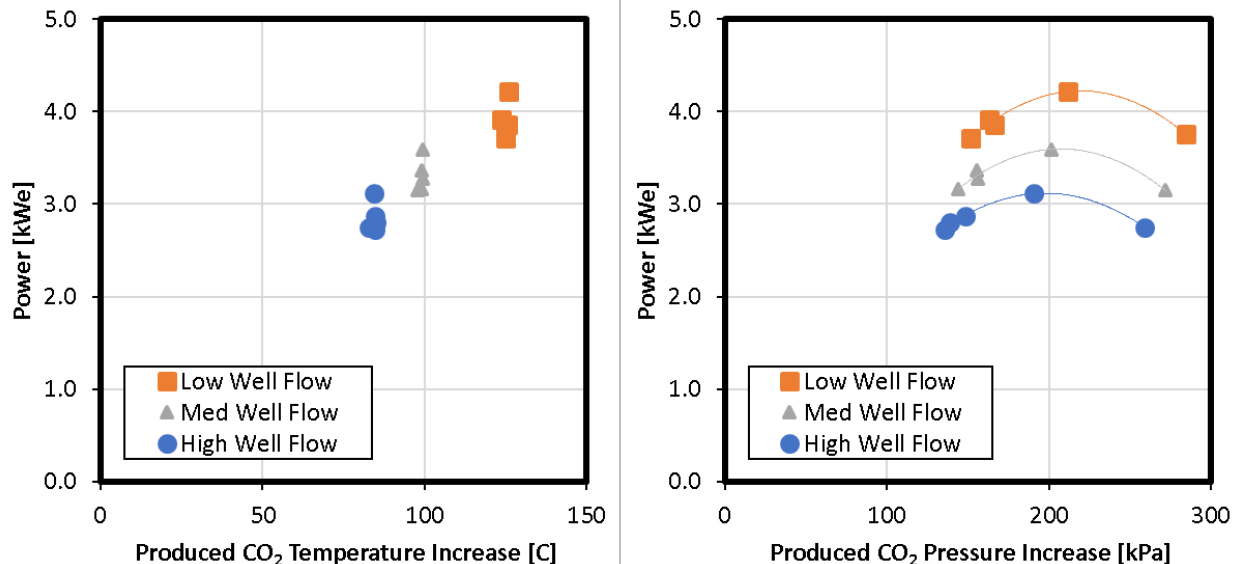 5.0
4.0
3.0
2.0
1.0
0.0
Power [kWe]
Low Well Flow
Med Well Flow
High Well Flow
0 50 100 150
Produced CO₂ Temperature Increase [C]
5.0
4.0
3.0
2.0
1.0
0.0
Power [kWe]
Low Well Flow
Med Well Flow
High Well Flow
0 100 200 300
Produced CO₂ Pressure Increase [kPa]